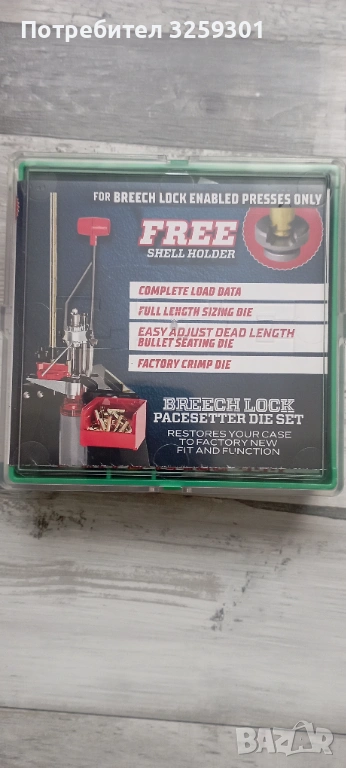 Потребител 3259301
FOR BREECH LOCK ENABLED PRESSES ONLY
FREE
SHELL HOLDER
COMPLETE LOAD DATA
FULL LENGTH SIZING DIE
EASY ADJUST DEAD LENGTH
BULLET SEATING DIE
FACTORY CRIMP DIE
BREECH LOCK
PACESETTER DIE SET
RESTORES YOUR CASE
TO FACTORY NEW
FIT AND FUNCTION
BAZAR